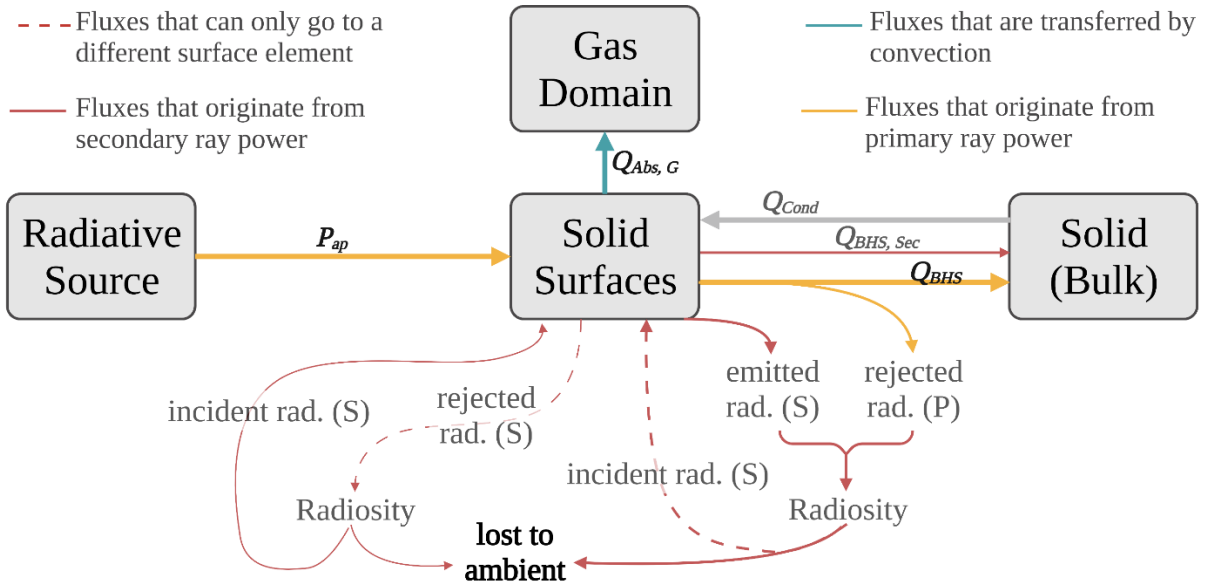 Fluxes that can only go to a
different surface element
Fluxes that originate from
secondary ray power
Gas
Domain
Fluxes that are transferred by
convection
Fluxes that originate from
primary ray power
Q_Abs, G
Radiative
Source
P_ap
Solid
Surfaces
Q_Cond
Q_BHS, Sec
Q_BHS
Solid
(Bulk)
incident rad. (S)
rejected
rad. (S)
emitted
rad. (S)
rejected
rad. (P)
incident rad. (S)
Radiosity
Radiosity
lost to
ambient